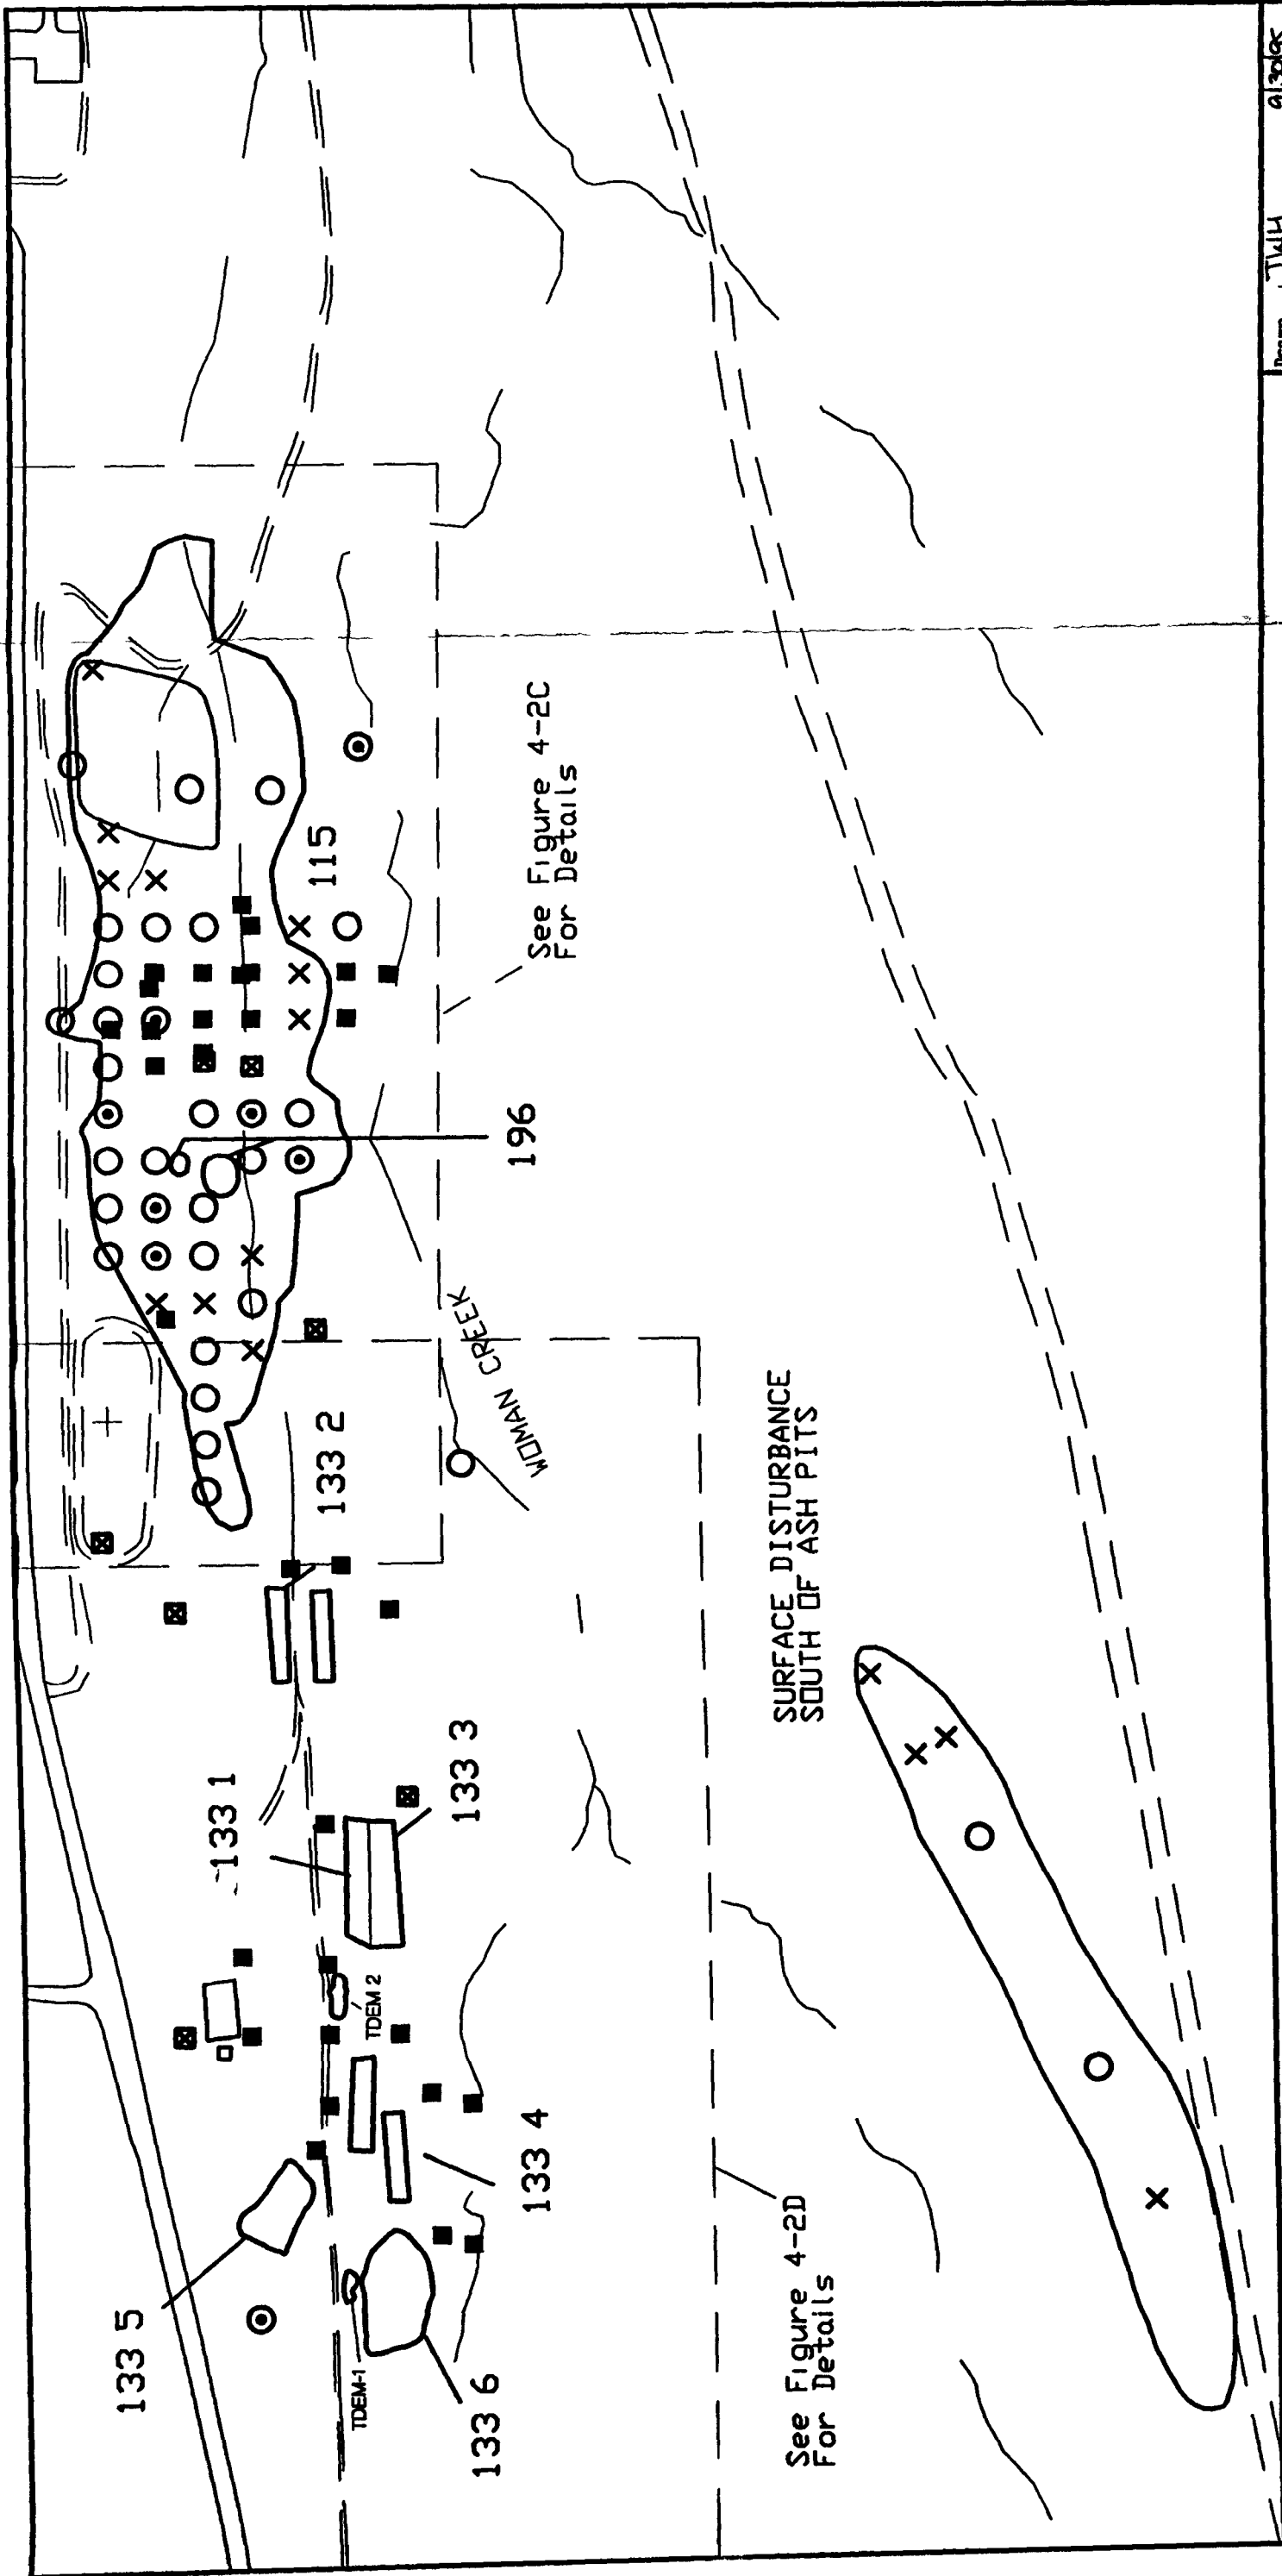 133 5
133 1
133 2
115
TDEM-1
TDEM 2
133 6
133 4
133 3
196
See Figure 4-2C
For Details
WOMAN CREEK
See Figure 4-2D
For Details
SURFACE DISTURBANCE
SOUTH OF ASH PITS
TWH